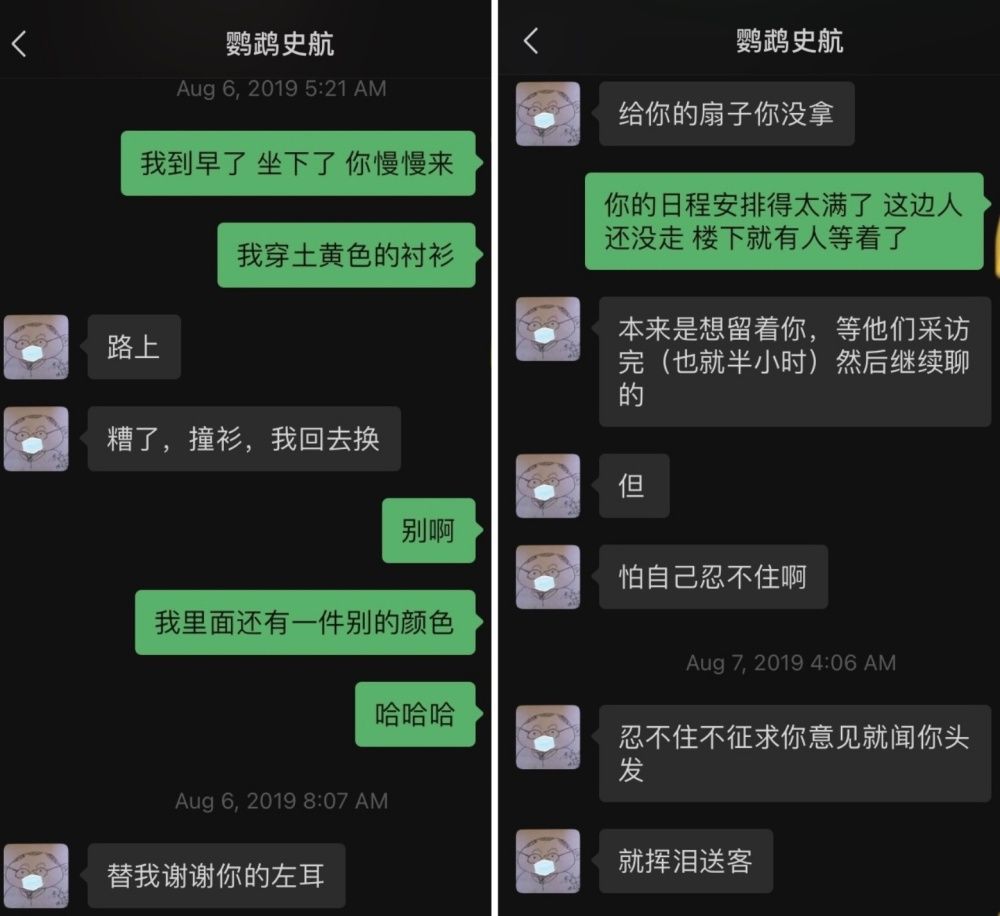 鹦鹉史航
Aug 6, 2019 5:21 AM
我到早了 坐下了 你慢慢来
我穿土黄色的衬衫
路上
糟了，撞衫，我回去换
别啊
我里面还有一件别的颜色
哈哈哈
Aug 6, 2019 8:07 AM
替我谢谢你的左耳
鹦鹉史航
给你的扇子你没拿
你的日程安排得太满了 这边人
还没走 楼下就有人等着了
本来是想留着你，等他们采访
完（也就半小时）然后继续聊
的
但
怕自己忍不住啊
Aug 7, 2019 4:06 AM
忍不住不征求你意见就闻你头
发
就挥泪送客